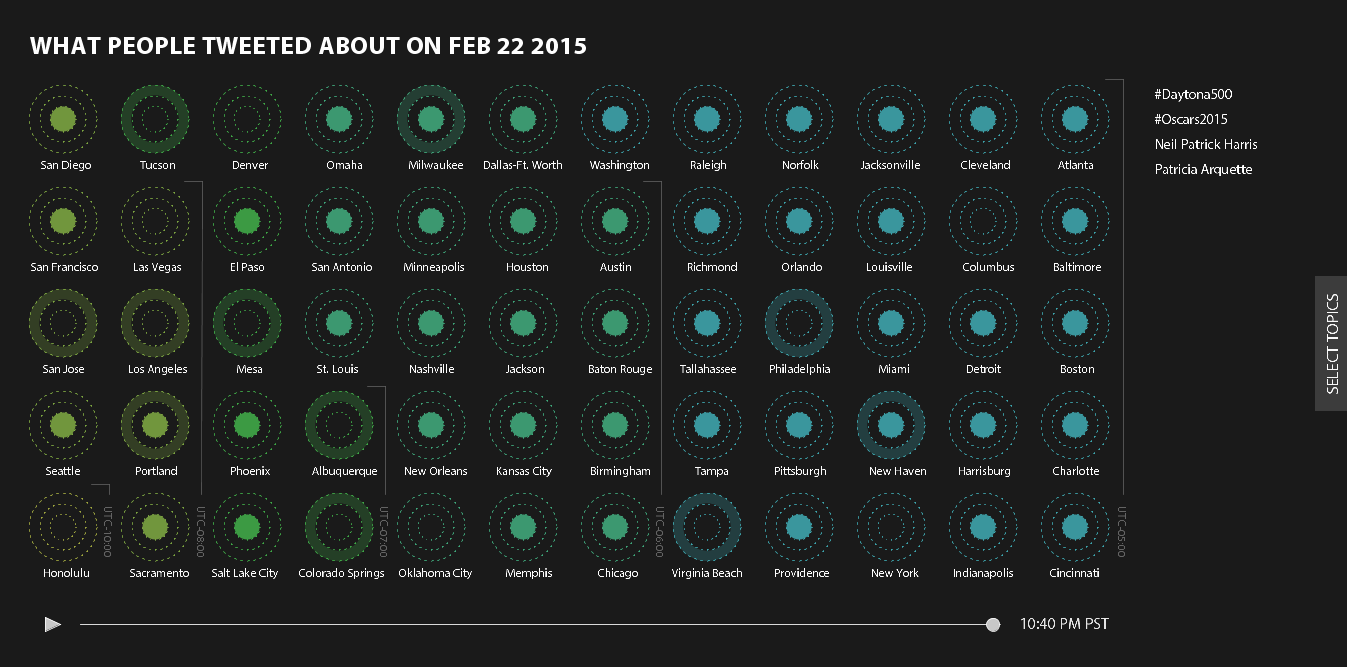 WHAT PEOPLE TWEETED ABOUT ON FEB 22 2015
San Diego Tucson Denver Omaha Milwaukee Dallas-Ft. Worth Washington Raleigh Norfolk Jacksonville Cleveland Atlanta
San Francisco Las Vegas El Paso San Antonio Minneapolis Houston Austin Richmond Orlando Louisville Columbus Baltimore
San Jose Los Angeles Mesa St. Louis Nashville Jackson Baton Rouge Tallahassee Philadelphia Miami Detroit Boston
Seattle Portland Phoenix Albuquerque New Orleans Kansas City Birmingham Tampa Pittsburgh New Haven Harrisburg Charlotte
UTC-10:00 UTC-08:00 UTC-07:00 UTC-06:00 UTC-05:00
Honolulu Sacramento Salt Lake City Colorado Springs Oklahoma City Memphis Chicago Virginia Beach Providence New York Indianapolis Cincinnati
10:40 PM PST
#Daytona500
#Oscars2015
Neil Patrick Harris
Patricia Arquette
SELECT TOPICS